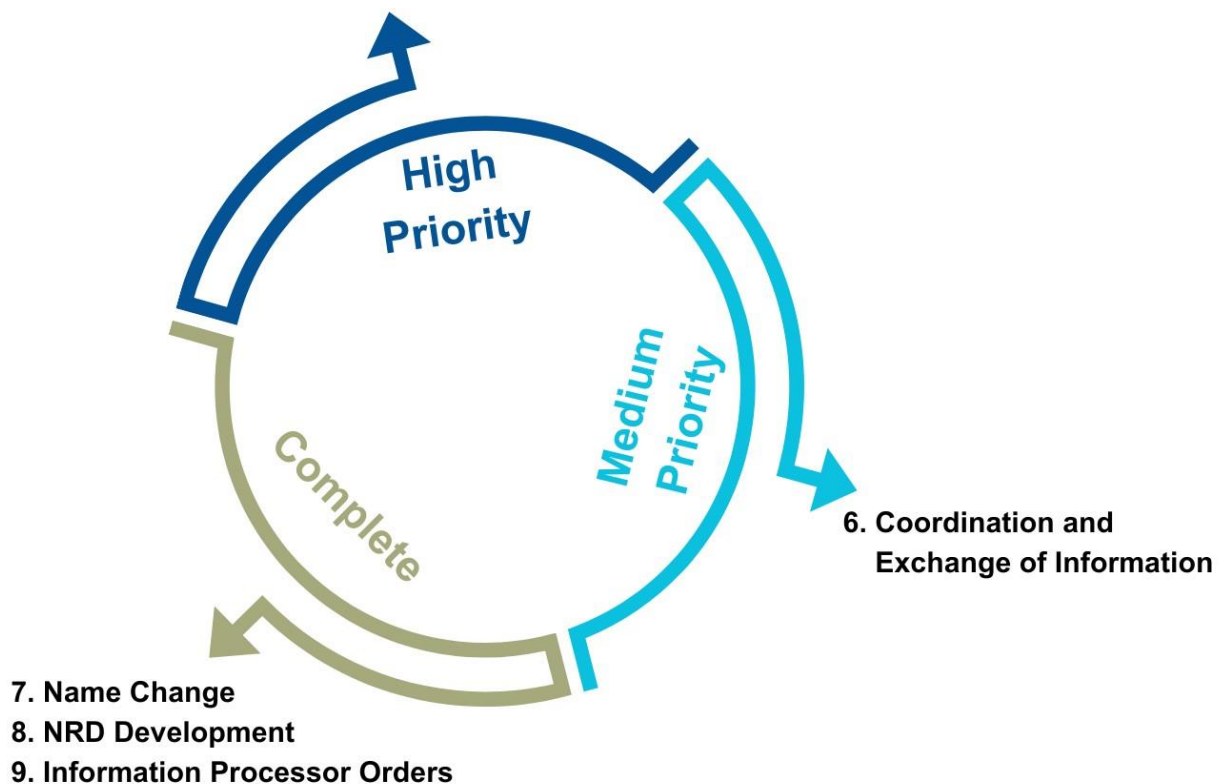 High
Priority
Medium
Priority
Complete
6. Coordination and
Exchange of Information
7. Name Change
8. NRD Development
9. Information Processor Orders